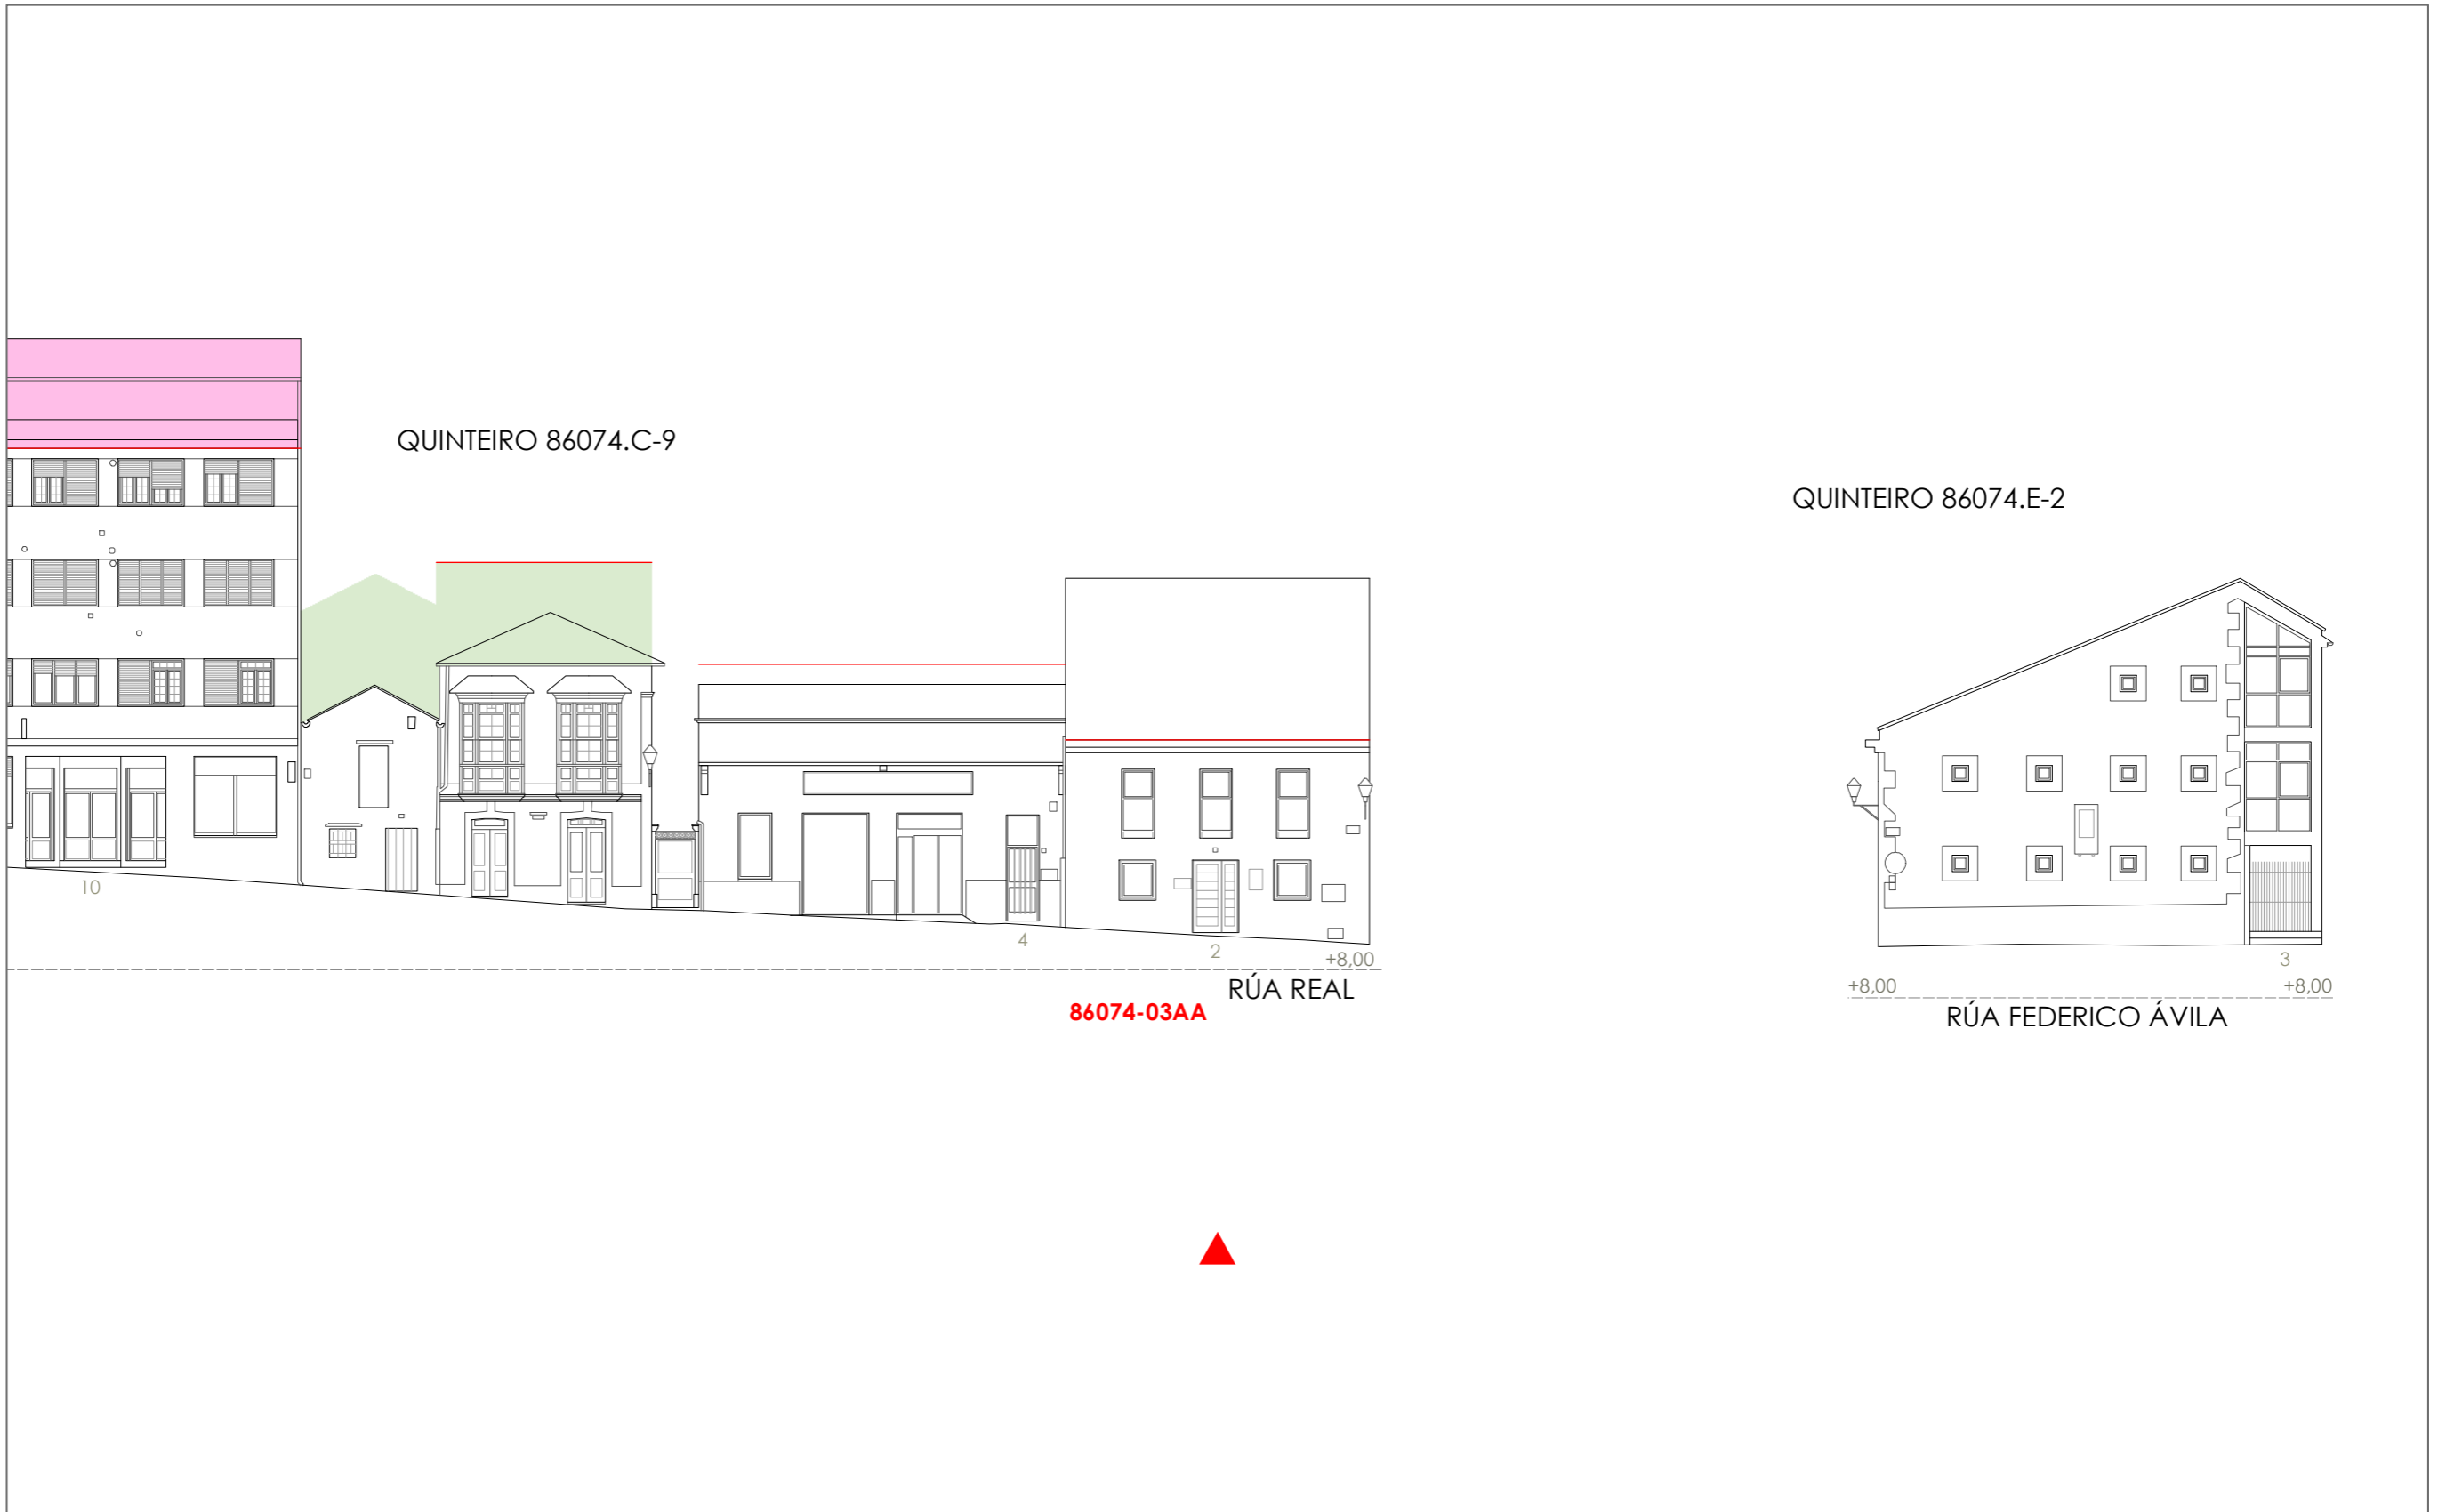 QUINTEIRO 86074.C-9
QUINTEIRO 86074.E-2
10
4
2
+8,00
RÚA REAL
86074-03AA
3
+8,00
+8,00
RÚA FEDERICO ÁVILA